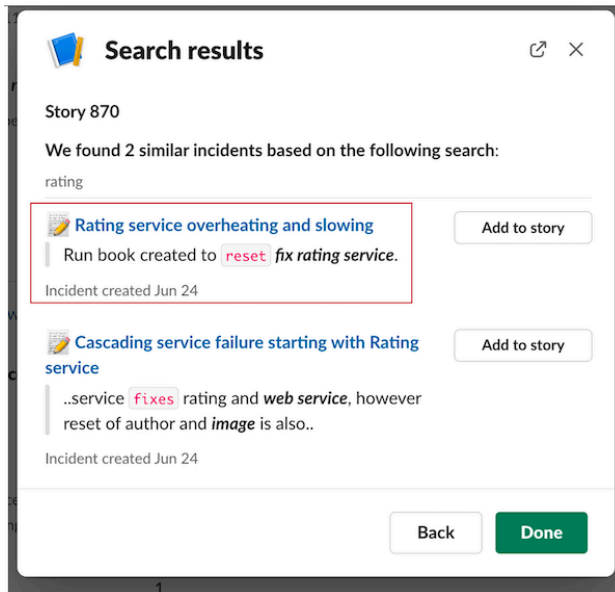 Search results
Story 870
We found 2 similar incidents based on the following search:
rating
Rating service overheating and slowing
Add to story
Run book created to reset fix rating service.
Incident created Jun 24
Cascading service failure starting with Rating
service
Add to story
..service fixes rating and web service, however
reset of author and image is also..
Incident created Jun 24
Back
Done
1